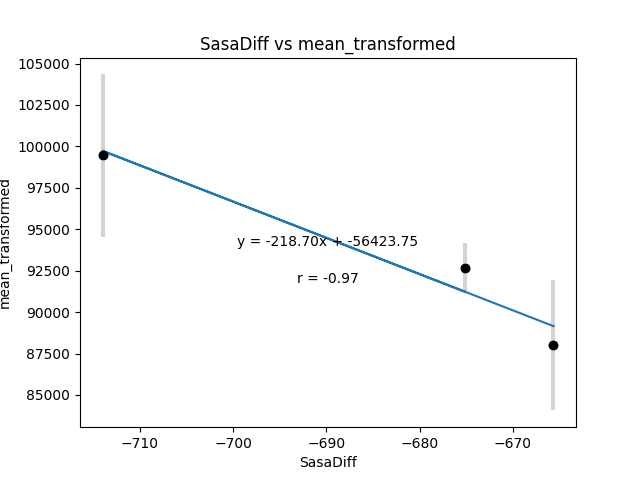 SasaDiff vs mean_transformed
105000
102500
100000
97500
95000
92500
90000
87500
85000
mean_transformed
y = -218.70x + -56423.75
r = -0.97
−710 −700 −690 −680 −670
SasaDiff